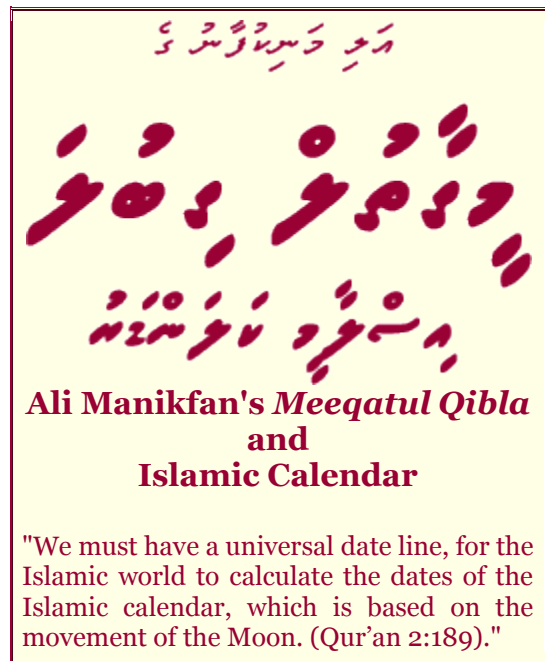 އަލި މަނިކުފާނު ގެ
މީގާތުލް ގިބުލަ
އިސްލާމީ ކަލަންޑަރު
Ali Manikfan's Meeqatul Qibla
and
Islamic Calendar
"We must have a universal date line, for the
Islamic world to calculate the dates of the
Islamic calendar, which is based on the
movement of the Moon. (Qur’an 2:189)."